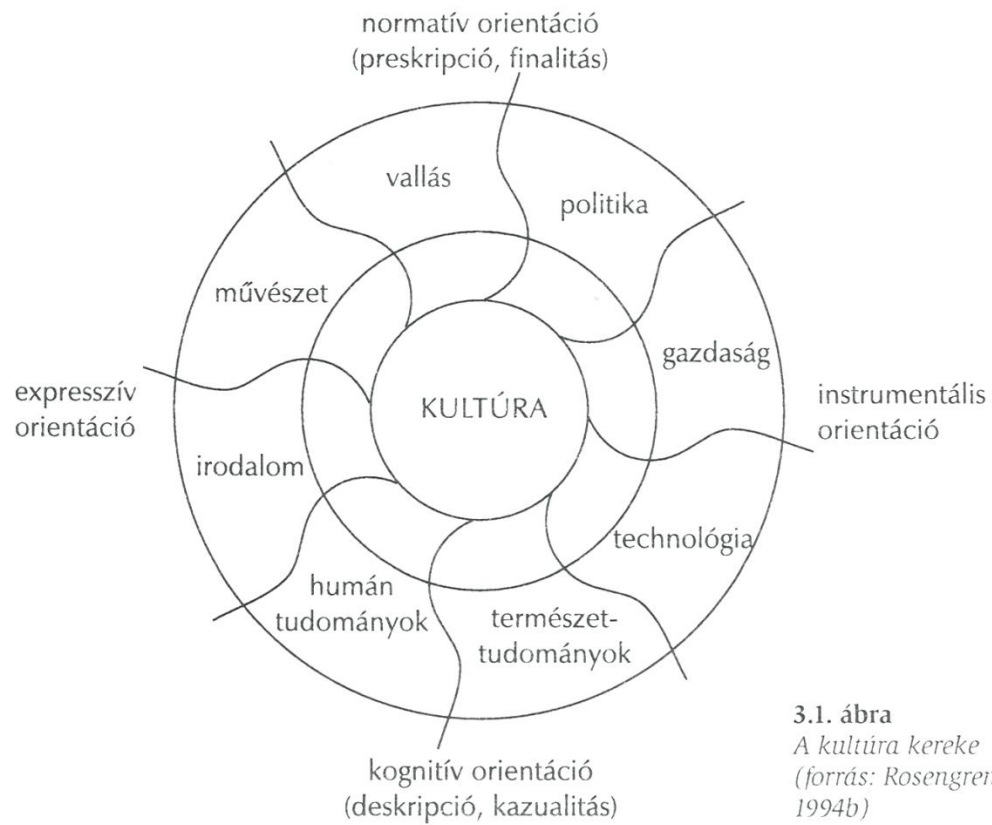 normatív orientáció
(preskripció, finalitás)
vallás
politika
művészet
gazdaság
expresszív
orientáció
KULTÚRA
instrumentális
orientáció
irodalom
technológia
humán
tudományok
természet-
tudományok
kognitív orientáció
(deskripció, kazualitás)
3.1. ábra
A kultúra kereke
(forrás: Rosengren
1994b)